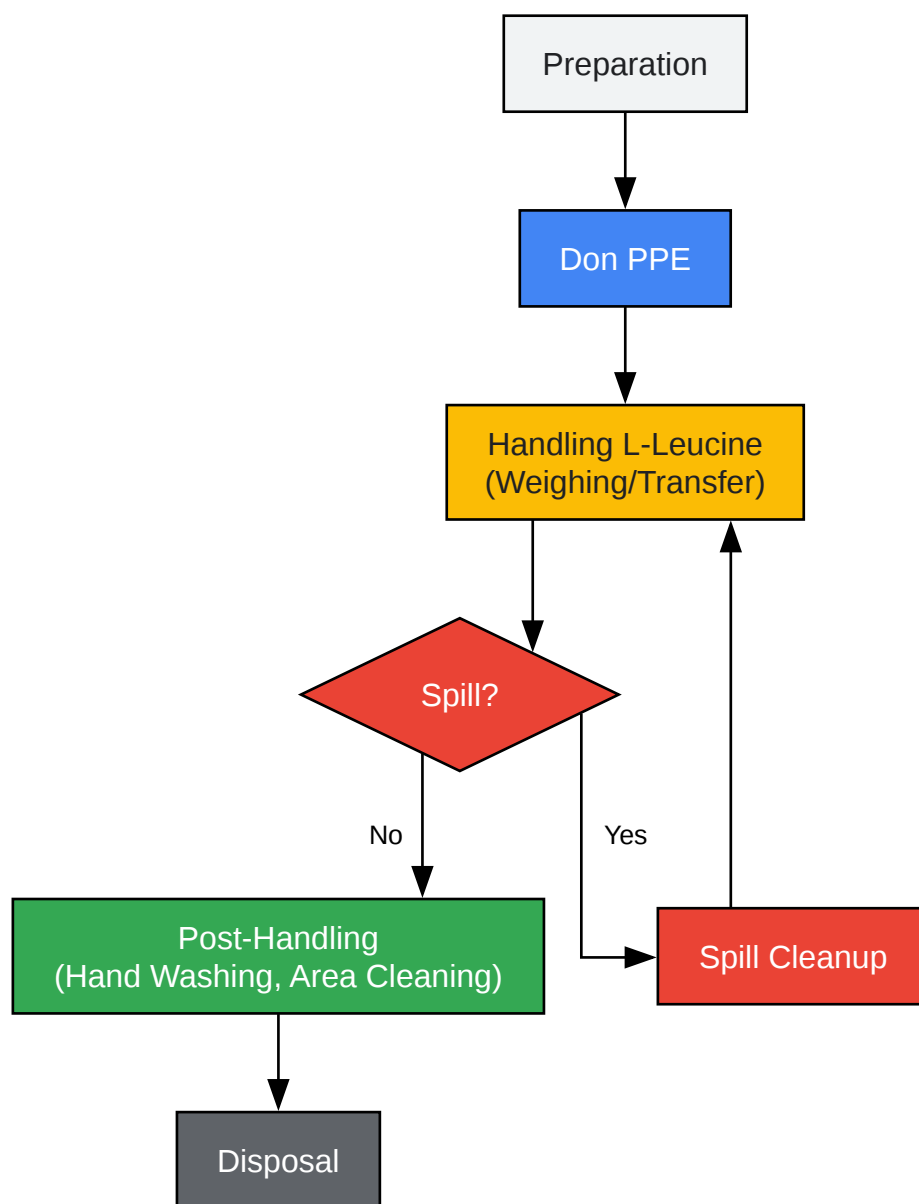 Preparation
Don PPE
Handling L-Leucine
(Weighing/Transfer)
Spill?
No
Yes
Post-Handling
(Hand Washing, Area Cleaning)
Spill Cleanup
Disposal